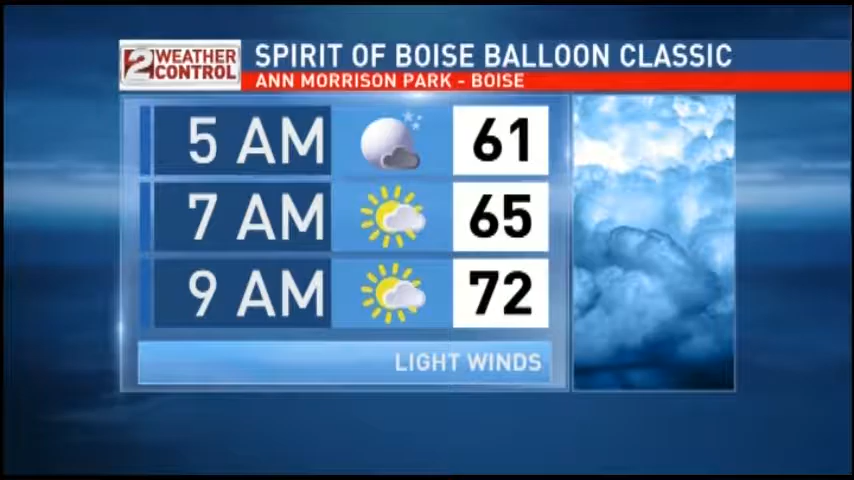 2 WEATHER
CONTROL
SPIRIT OF BOISE BALLOON CLASSIC
ANN MORRISON PARK - BOISE
5 AM 61
7 AM 65
9 AM 72
LIGHT WINDS